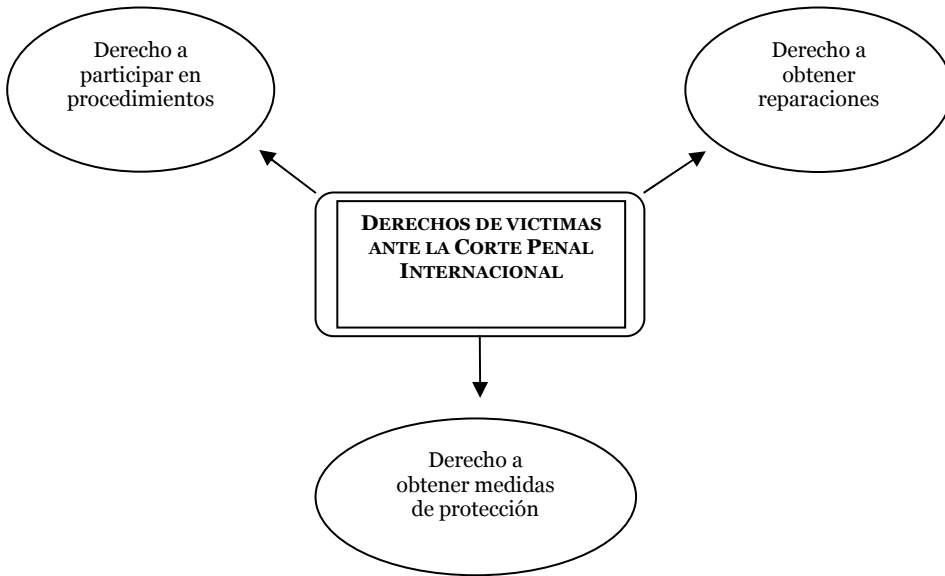 Derecho a
participar en
procedimientos
Derecho a
obtener
reparaciones
DERECHOS DE VICTIMAS
ANTE LA CORTE PENAL
INTERNACIONAL
Derecho a
obtener medidas
de protección